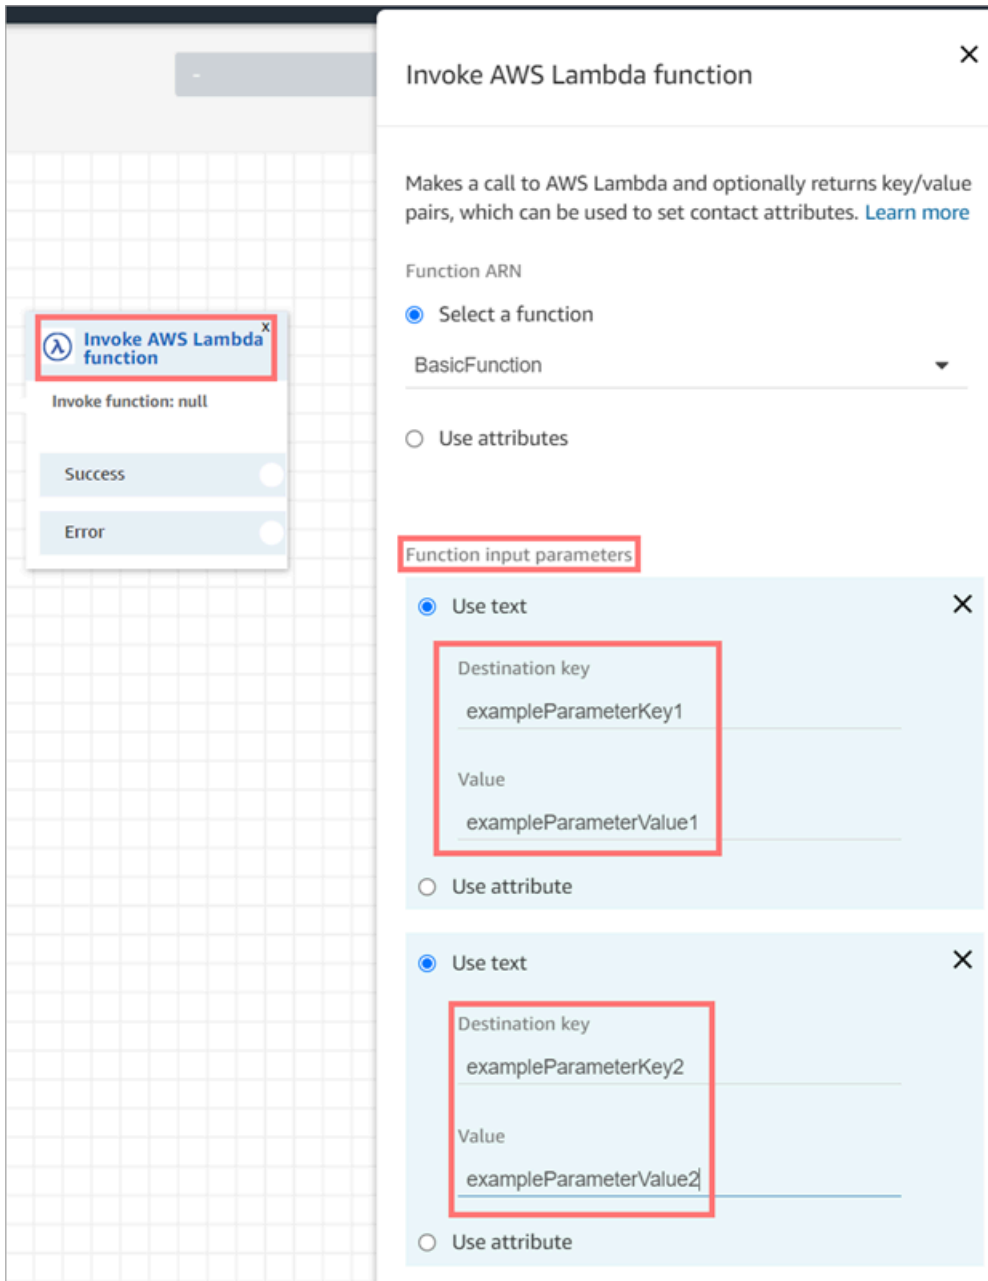 -
Invoke AWS Lambda function
Makes a call to AWS Lambda and optionally returns key/value
pairs, which can be used to set contact attributes. Learn more
Function ARN
Select a function
BasicFunction
Use attributes
Invoke AWS Lambda
function
x
Invoke function: null
Success
Error
Function input parameters
Use text
Destination key
exampleParameterKey1
Value
exampleParameterValue1
Use attribute
Use text
Destination key
exampleParameterKey2
Value
exampleParameterValue2
Use attribute